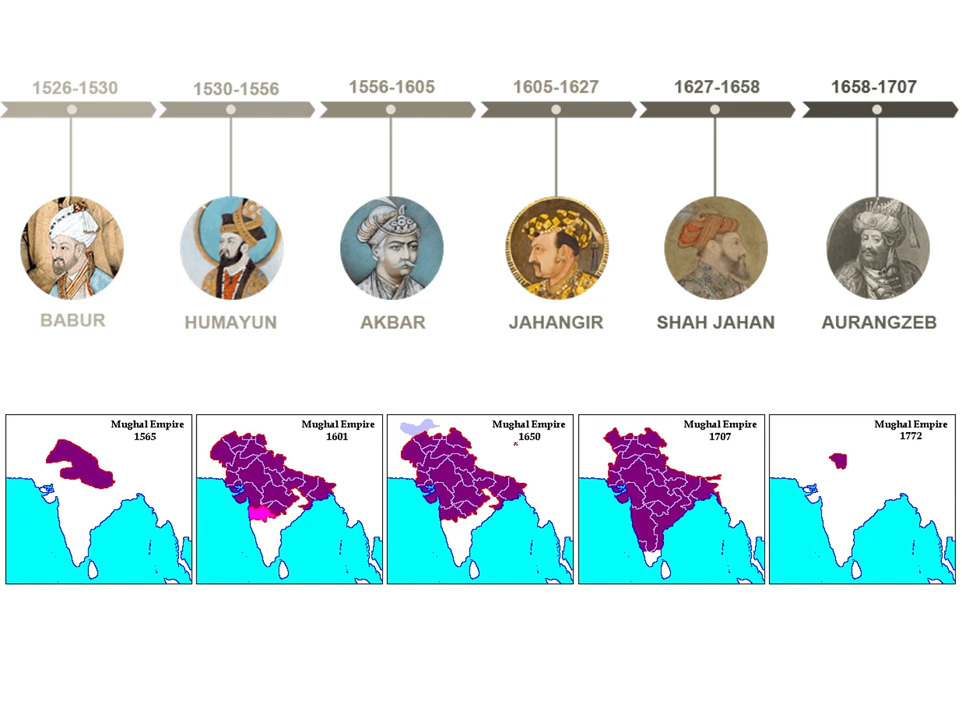 1526-1530
1530-1556
1556-1605
1605-1627
1627-1658
1658-1707
BABUR
HUMAYUN
AKBAR
JAHANGIR
SHAH JAHAN
AURANGZEB
Mughal Empire
1565
Mughal Empire
1601
Mughal Empire
1650
Mughal Empire
1707
Mughal Empire
1772